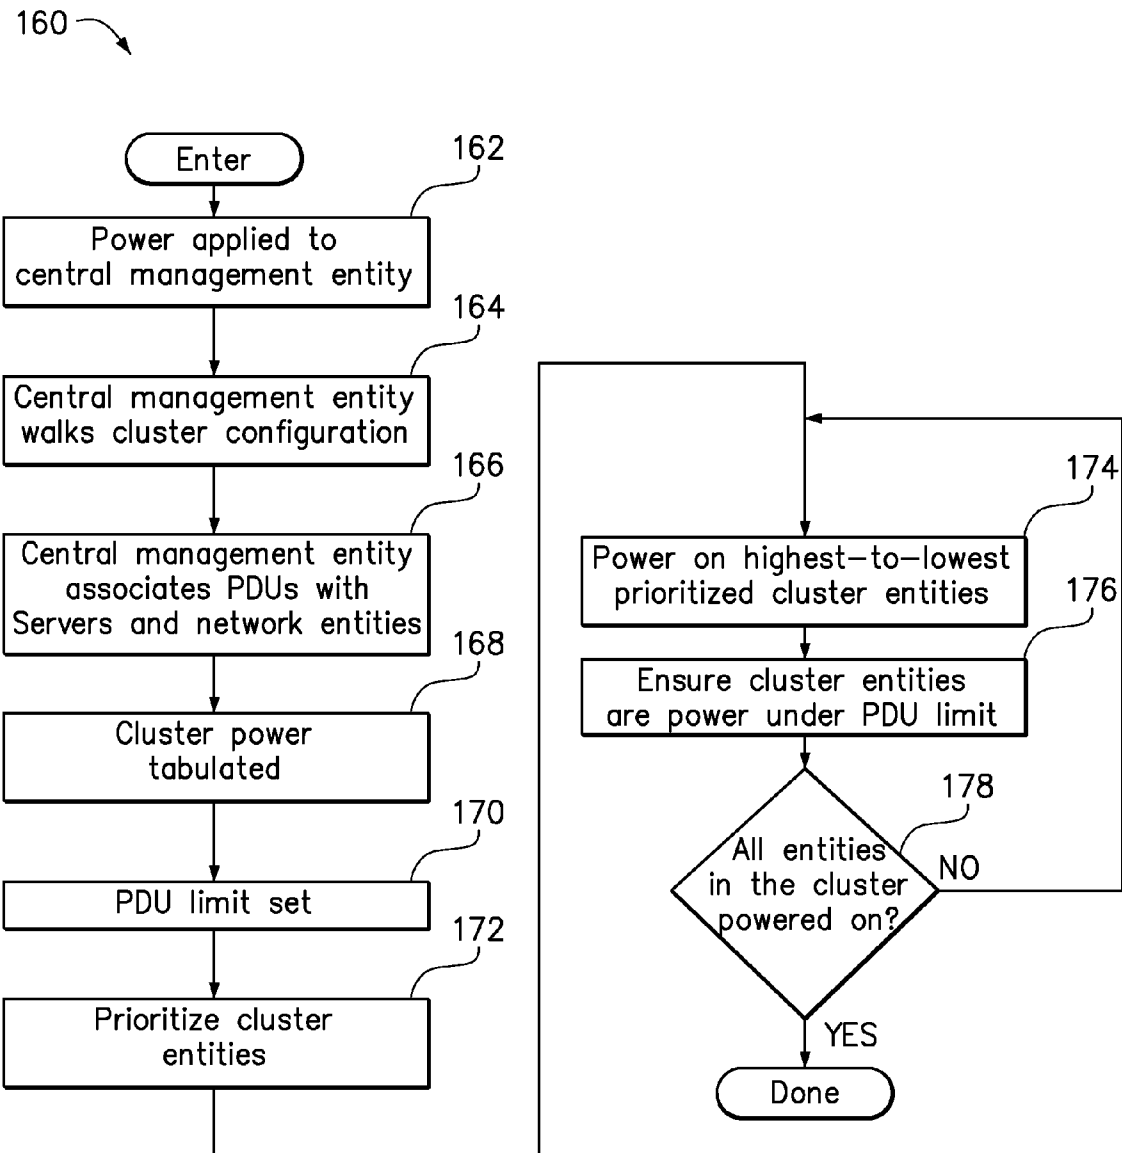 160
Enter
162
Power applied to
central management entity
164
Central management entity
walks cluster configuration
166
Central management entity
associates PDUs with
Servers and network entities
168
Cluster power
tabulated
170
PDU limit set
172
Prioritize cluster
entities
174
Power on highest-to-lowest
prioritized cluster entities
176
Ensure cluster entities
are power under PDU limit
178
All entities
in the cluster
powered on?
NO
YES
Done